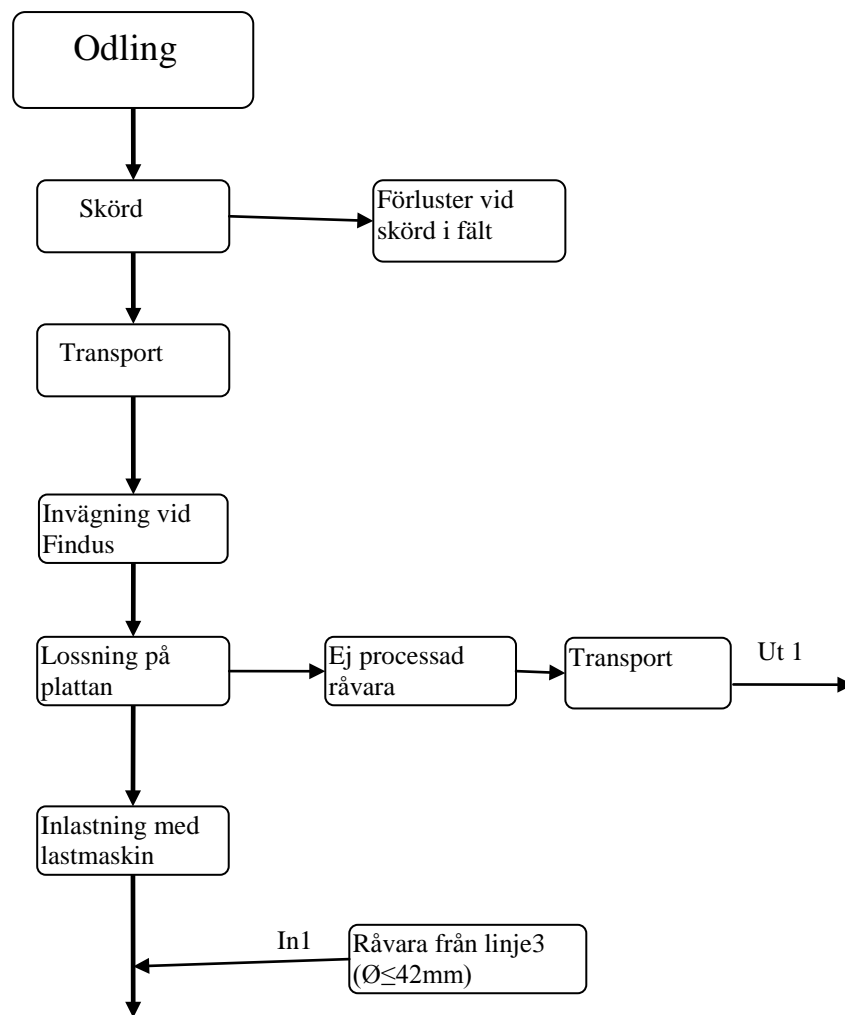 Odling
Skörd
Förluster vid
skörd i fält
Transport
Invägning vid
Findus
Lossning på
plattan
Ej processad
råvara
Transport
Ut 1
Inlastning med
lastmaskin
In1
Råvara från linje3
(Ø≤42mm)